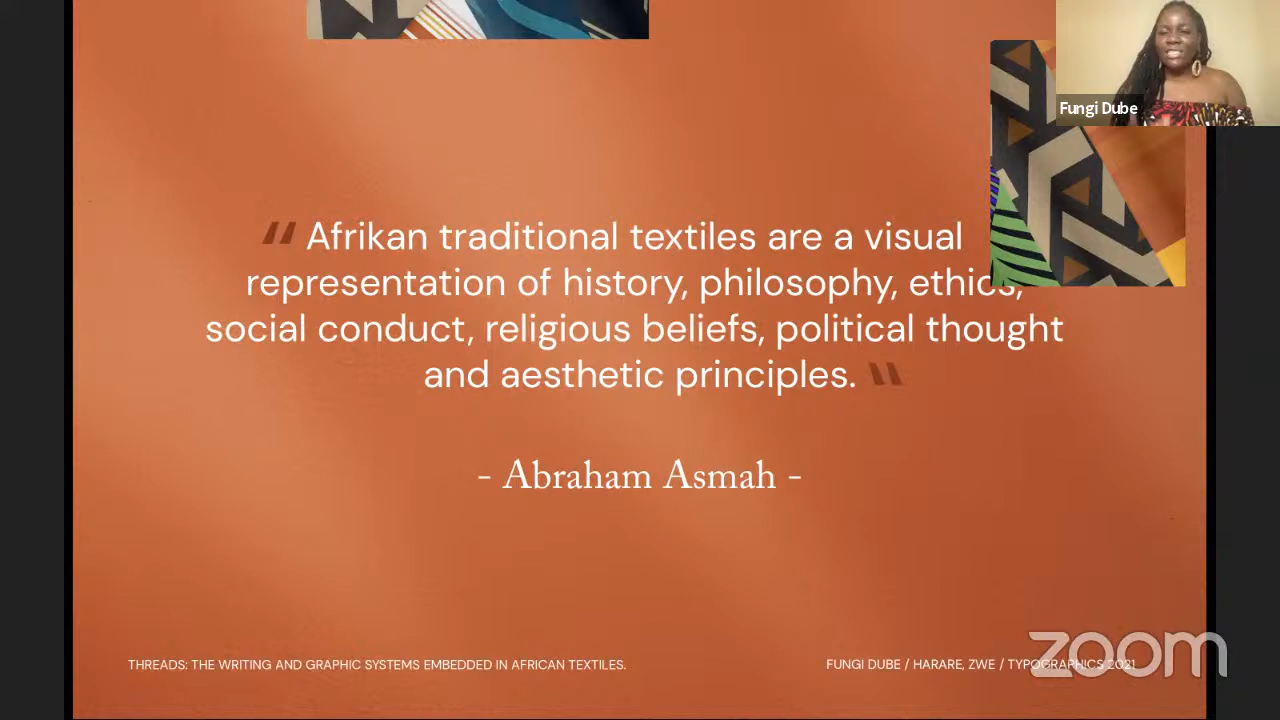 Fungi Dube
“ Afrikan traditional textiles are a visual
representation of history, philosophy, ethics,
social conduct, religious beliefs, political thought
and aesthetic principles. ”
- Abraham Asmah -
THREADS: THE WRITING AND GRAPHIC SYSTEMS EMBEDDED IN AFRICAN TEXTILES.
FUNGI DUBE / HARARE, ZWE / TYPOGRAPHICS 2021
zoom